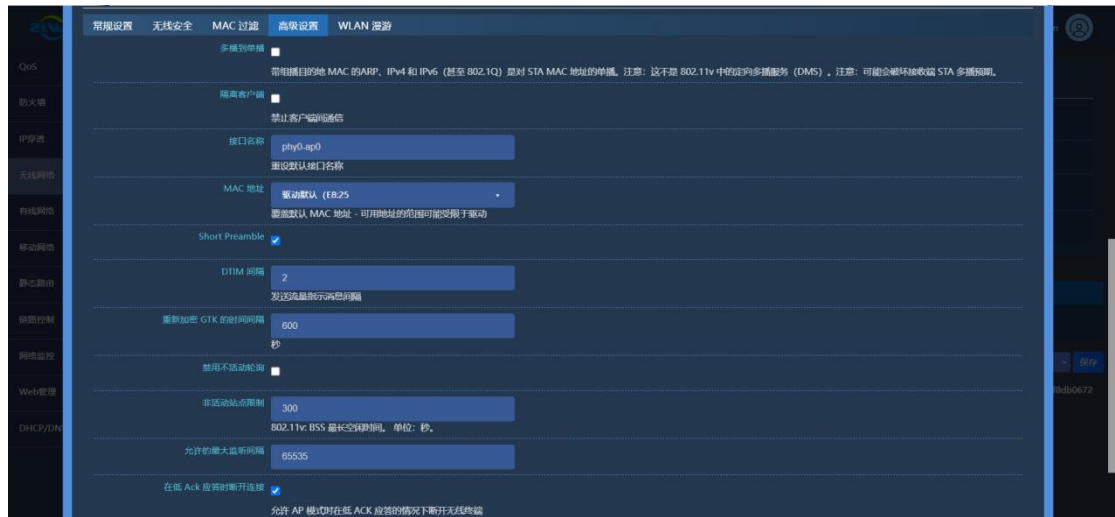 常规设置 无线安全 MAC 过滤 高级设置 WLAN 漫游
多播到单播
带组播目的地 MAC 的ARP、IPv4 和 IPv6（甚至 802.1Q）是对 STA MAC 地址的单播。注意：这不是 802.11v 中的定向多播服务（DMS）。注意：可能会破坏接收端 STA 多播预期。
QoS
隔离客户端
禁止客户端间通信
防火墙
IP穿透
接口名称
phy0-ap0
重设默认接口名称
无线网络
MAC 地址
驱动默认 (E8:25
覆盖默认 MAC 地址 - 可用地址的范围可能受限于驱动
有线网络
Short Preamble
移动网络
DTIM 间隔
2
发送流量指示消息间隔
静态路由
重新加密 GTK 的时间间隔
600
秒
链路控制
网络监控
禁用不活动轮询
保存
Web管理
f8db0672
非活动站点限制
300
802.11v: BSS 最长空闲时间。 单位：秒。
DHCP/DN
允许的最大监听间隔
65535
在低 Ack 应答时断开连接
允许 AP 模式时在低 ACK 应答的情况下断开无线终端